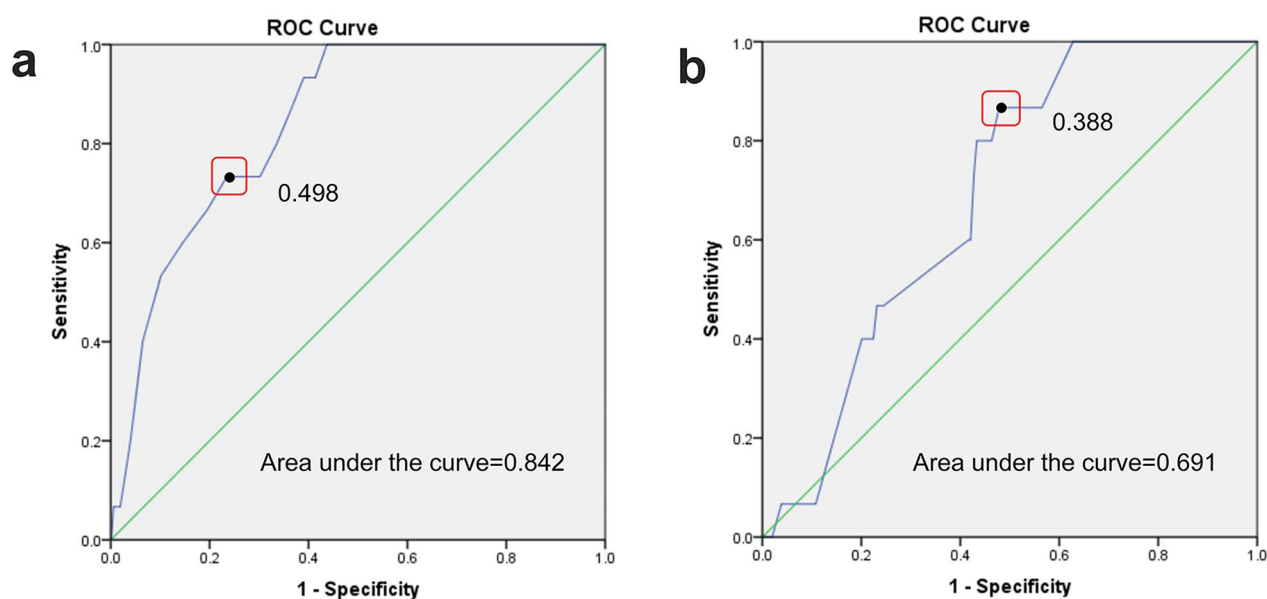 a
ROC Curve
1.0
0.8
0.6
0.4
0.2
0.0
Sensitivity
0.498
Area under the curve=0.842
0.0 0.2 0.4 0.6 0.8 1.0
1 - Specificity
b
ROC Curve
1.0
0.8
0.6
0.4
0.2
0.0
Sensitivity
0.388
Area under the curve=0.691
0.0 0.2 0.4 0.6 0.8 1.0
1 - Specificity